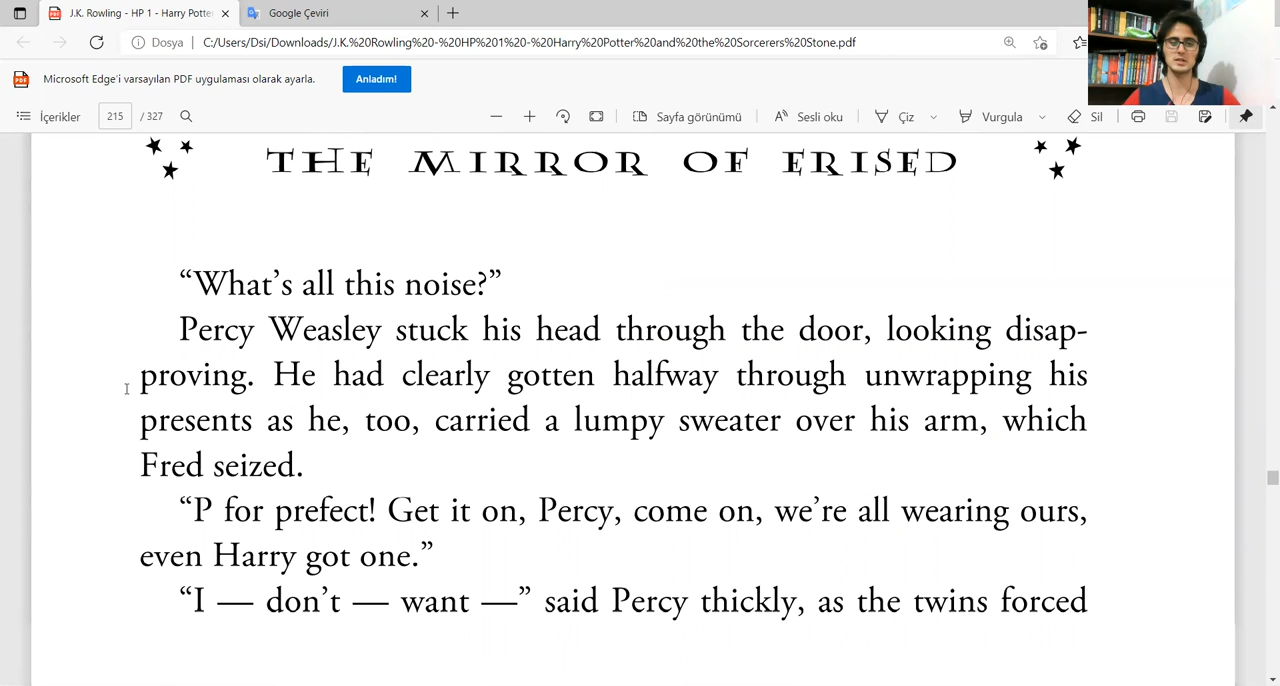 J.K. Rowling - HP 1 - Harry Potter
Google Çeviri
Dosya C:/Users/Dsi/Downloads/J.K.%20Rowling%20-%20HP%201%20-%20Harry%20Potter%20and%20the%20Sorcerers%20Stone.pdf
Microsoft Edge'i varsayılan PDF uygulaması olarak ayarla. Anladım!
İçerikler 215 / 327 Sayfa görünümü Sesli oku Çiz Vurgula Sil
THE MIRROR OF ERISED
“What’s all this noise?”
Percy Weasley stuck his head through the door, looking disap-
proving. He had clearly gotten halfway through unwrapping his
presents as he, too, carried a lumpy sweater over his arm, which
Fred seized.
“P for prefect! Get it on, Percy, come on, we’re all wearing ours,
even Harry got one.”
“I — don’t — want —” said Percy thickly, as the twins forced